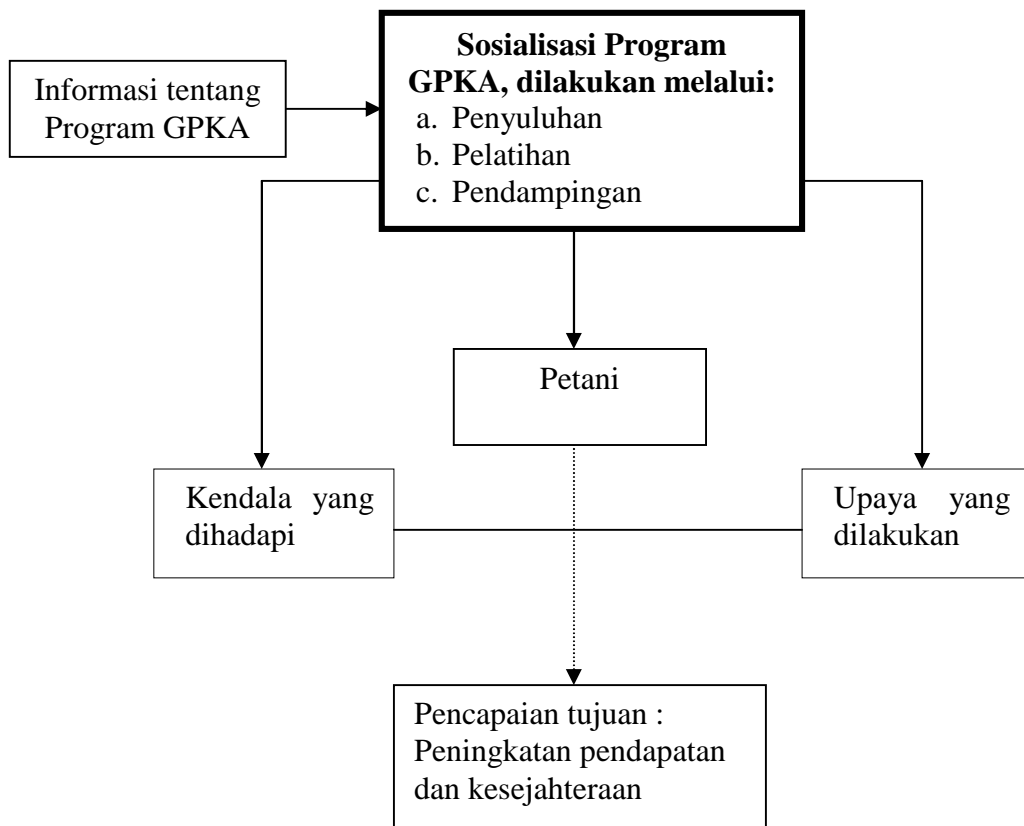 Informasi tentang
Program GPKA
Sosialisasi Program
GPKA, dilakukan melalui:
a. Penyuluhan
b. Pelatihan
c. Pendampingan
Petani
Kendala yang
dihadapi
Upaya yang
dilakukan
Pencapaian tujuan :
Peningkatan pendapatan
dan kesejahteraan